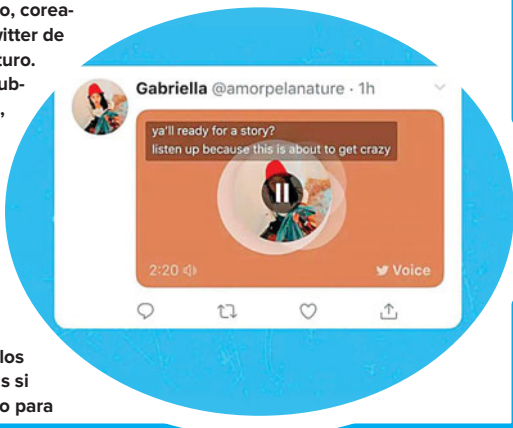 o, corea-
witter de
turo.
ub-
,
Gabriella @amorpelanature · 1h
ya'll ready for a story?
listen up because this is about to get crazy
2:20
Voice
los
s si
o para